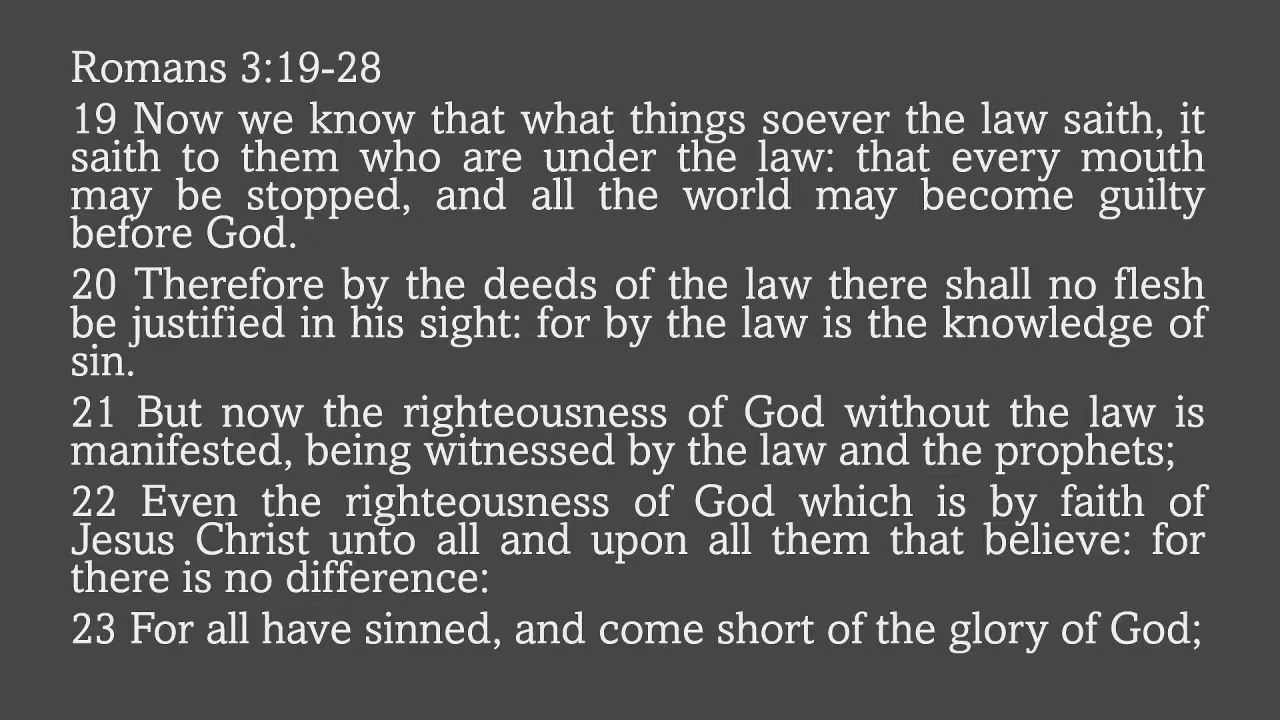 Romans 3:19-28
19 Now we know that what things soever the law saith, it
saith to them who are under the law: that every mouth
may be stopped, and all the world may become guilty
before God.
20 Therefore by the deeds of the law there shall no flesh
be justified in his sight: for by the law is the knowledge of
sin.
21 But now the righteousness of God without the law is
manifested, being witnessed by the law and the prophets;
22 Even the righteousness of God which is by faith of
Jesus Christ unto all and upon all them that believe: for
there is no difference:
23 For all have sinned, and come short of the glory of God;